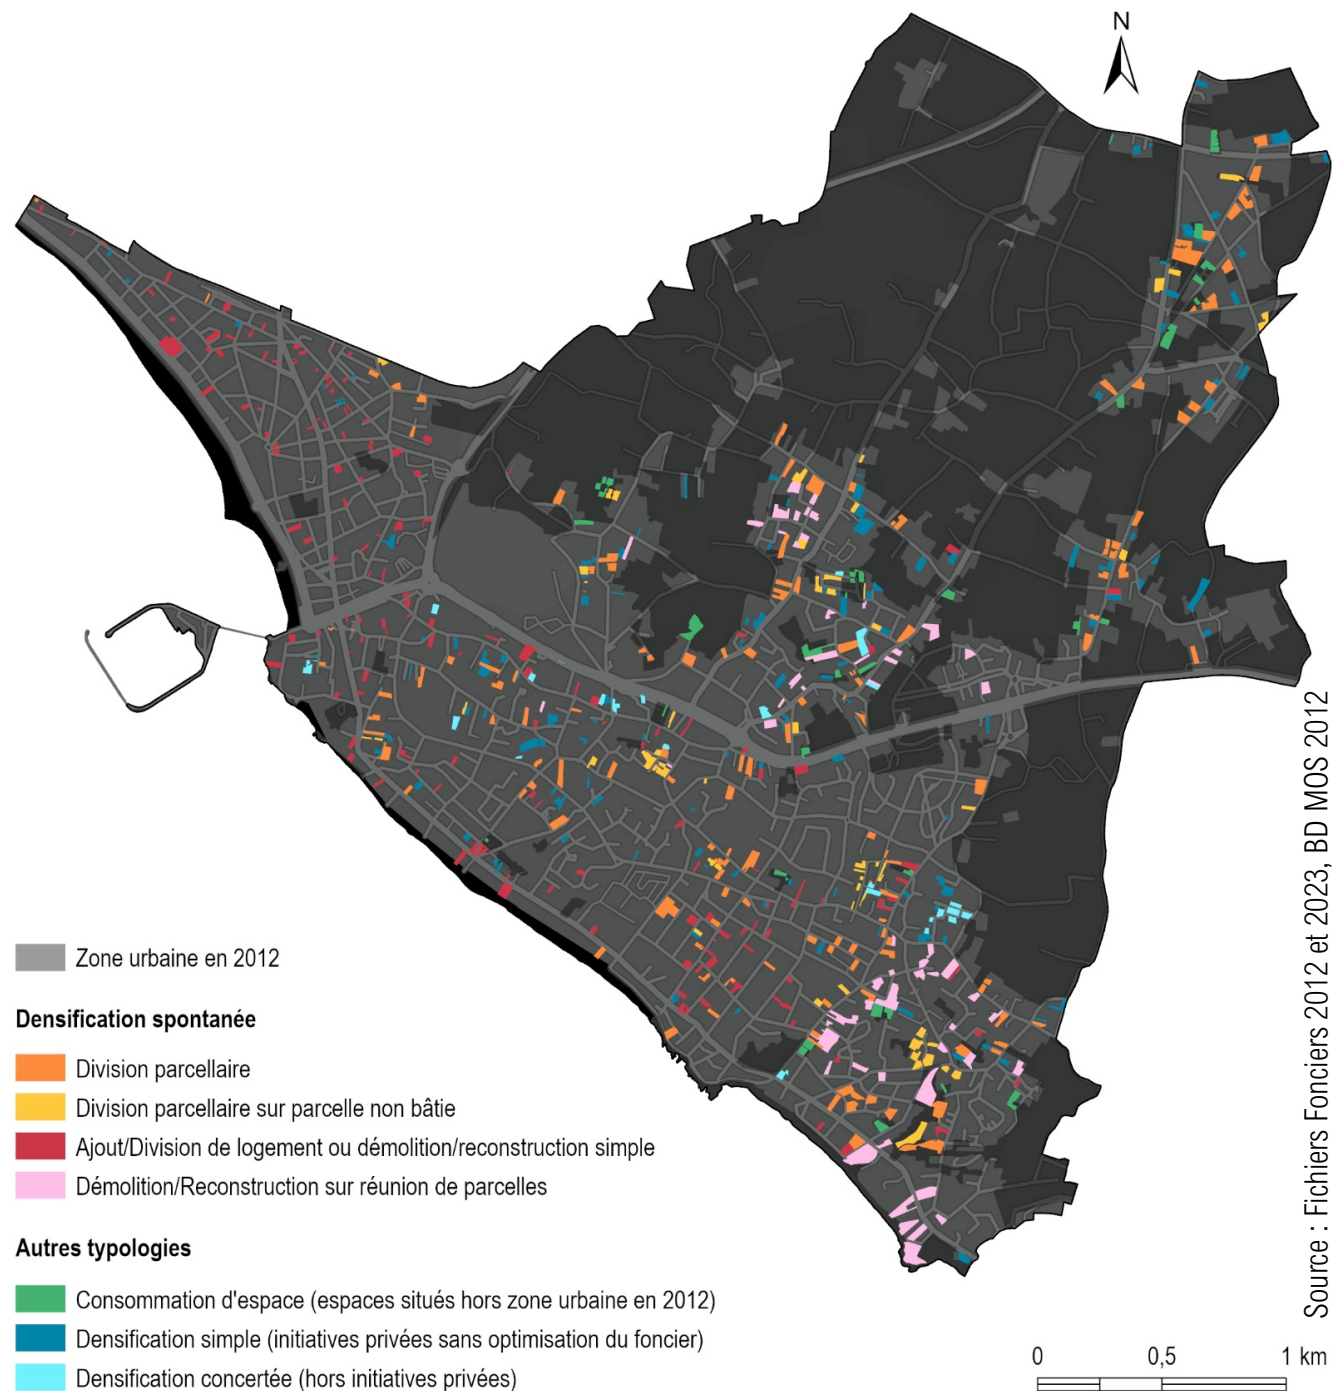 N
Zone urbaine en 2012
Densification spontanée
Division parcellaire
Division parcellaire sur parcelle non bâtie
Ajout/Division de logement ou démolition/reconstruction simple
Démolition/Reconstruction sur réunion de parcelles
Autres typologies
Consommation d'espace (espaces situés hors zone urbaine en 2012)
Densification simple (initiatives privées sans optimisation du foncier)
Densification concertée (hors initiatives privées)
0 0,5 1 km
Source : Fichiers Fonciers 2012 et 2023, BD MOS 2012